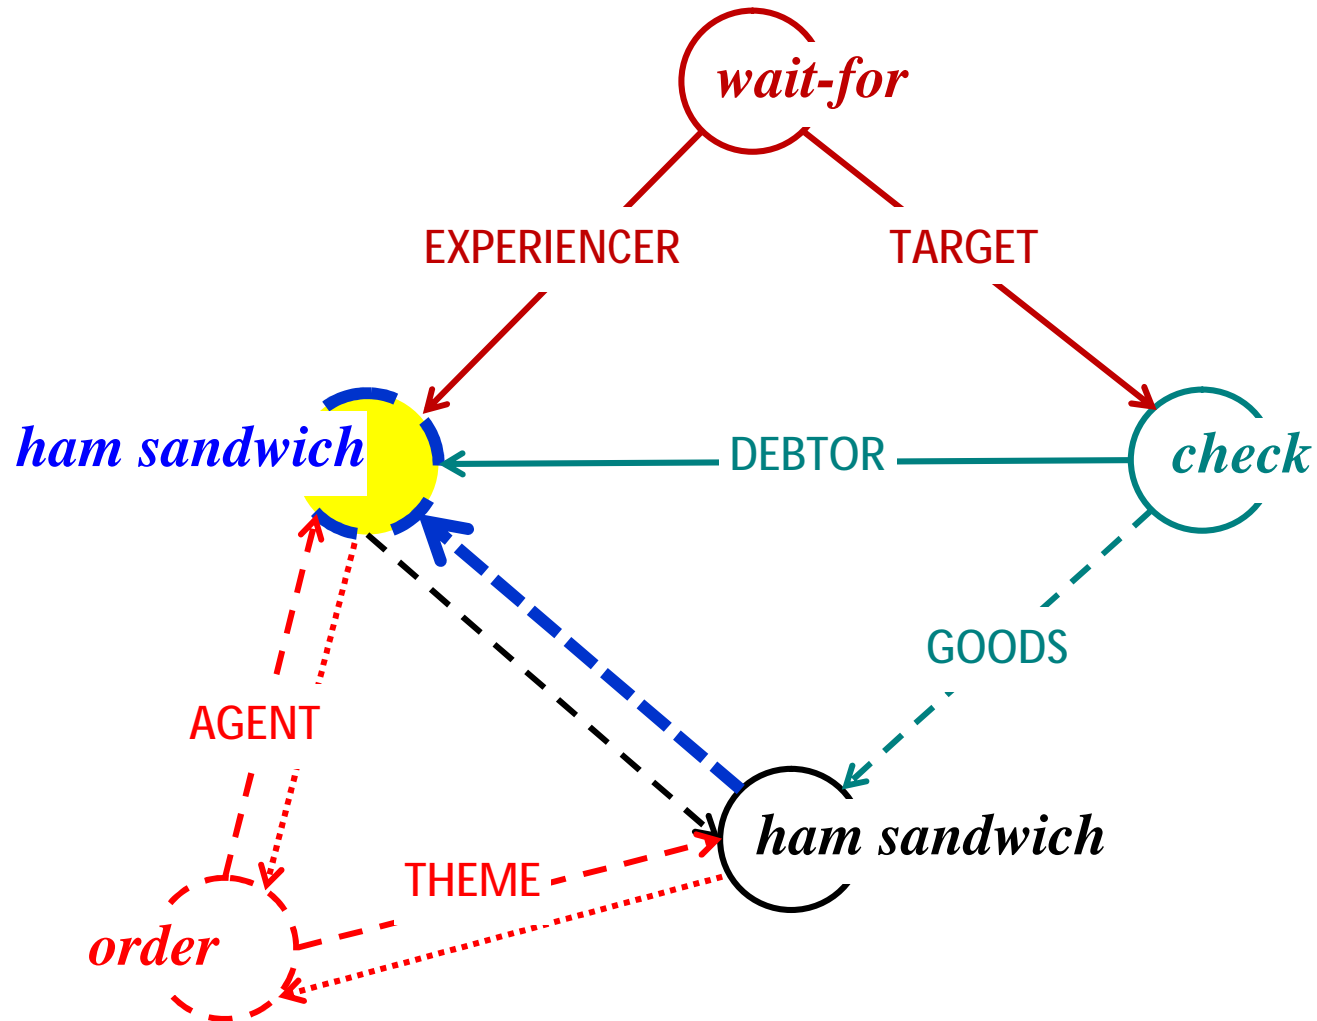 wait-for
EXPERIENCER
TARGET
ham sandwich
DEBTOR
check
GOODS
AGENT
ham sandwich
THEME
order